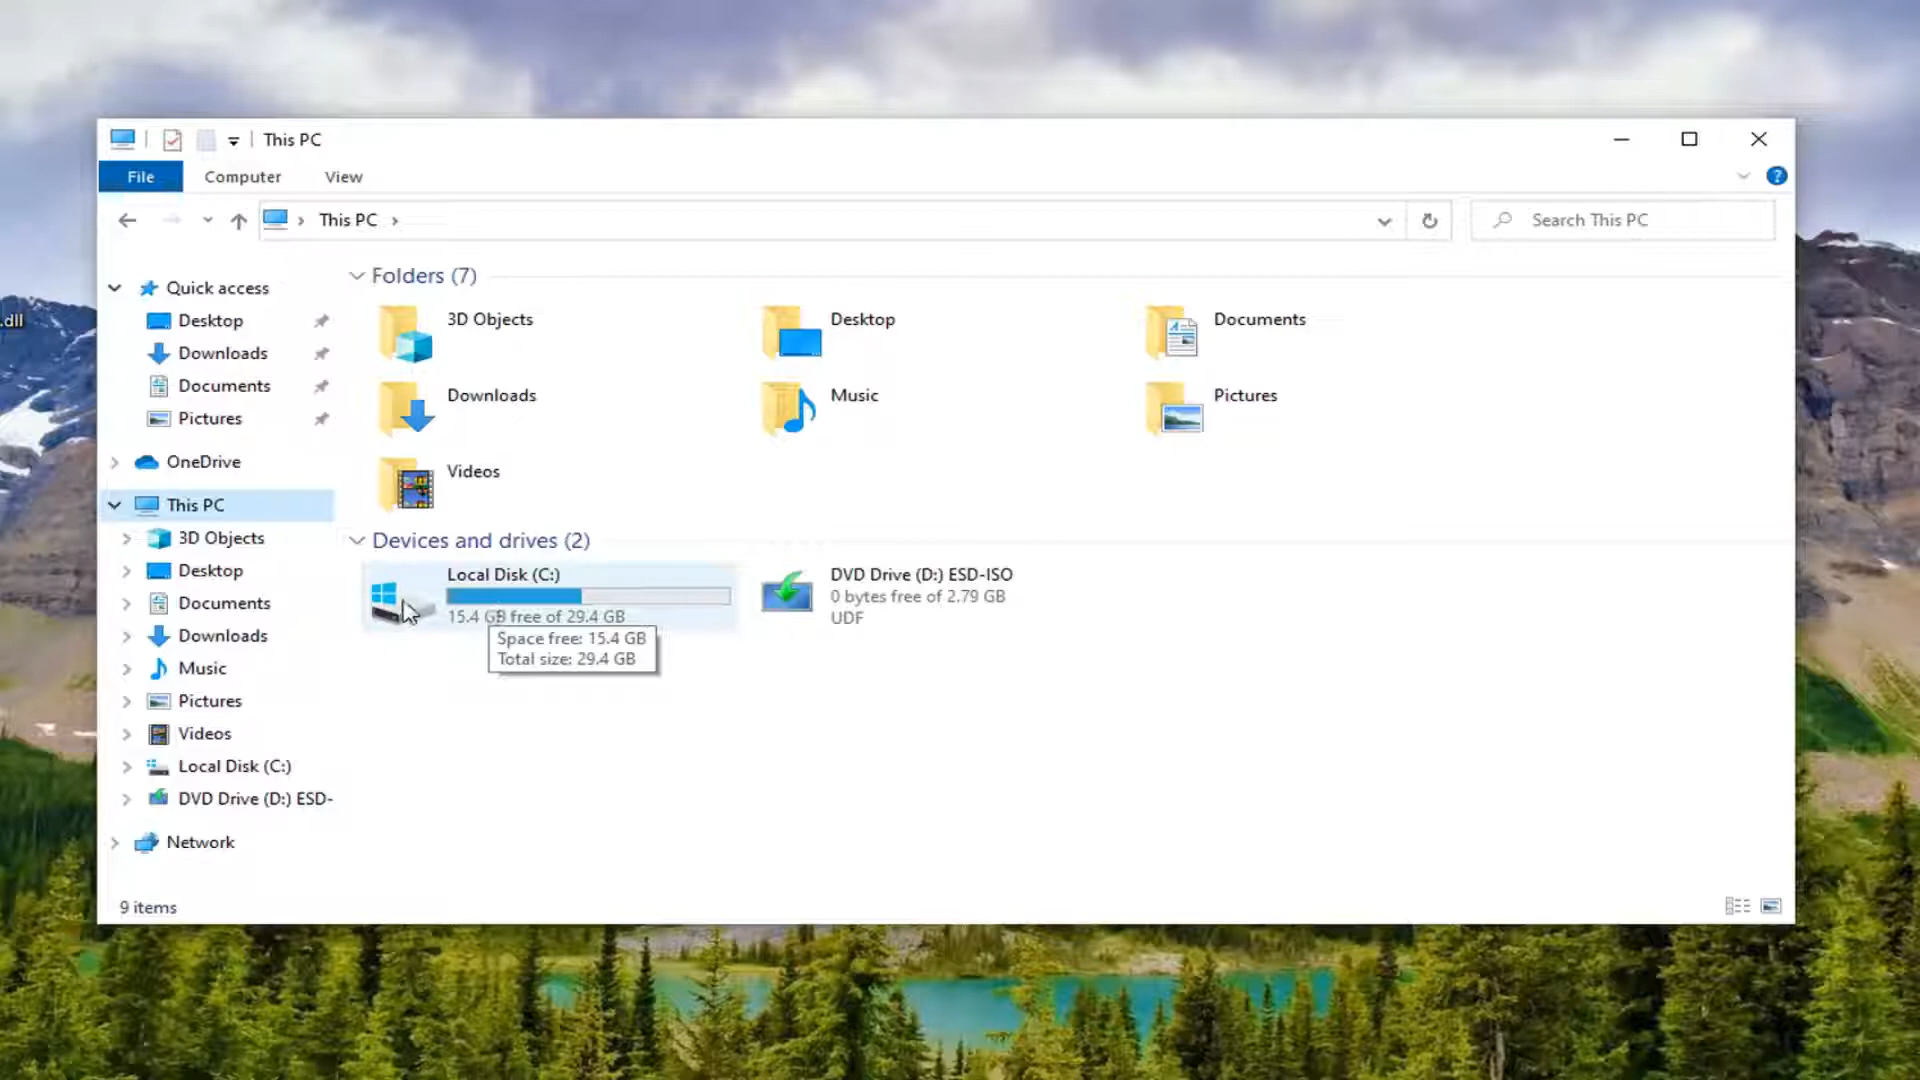 This PC
File
Computer
View
?
This PC
Search This PC
Quick access
Desktop
Downloads
Documents
Pictures
OneDrive
This PC
3D Objects
Desktop
Documents
Downloads
Music
Pictures
Videos
Local Disk (C:)
DVD Drive (D:) ESD-
Network
Folders (7)
3D Objects
Desktop
Documents
Downloads
Music
Pictures
Videos
Devices and drives (2)
Local Disk (C:)
15.4 GB free of 29.4 GB
Space free: 15.4 GB
Total size: 29.4 GB
DVD Drive (D:) ESD-ISO
0 bytes free of 2.79 GB
UDF
9 items
.dll